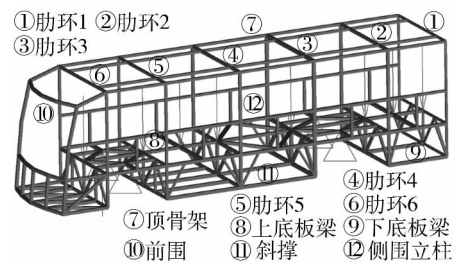 ①肋环1 ②肋环2
③肋环3
⑦
①
②
③
④
⑤
⑥
⑩
⑫
⑧
⑪
⑨
④肋环4
⑦顶骨架 ⑤肋环5 ⑥肋环6
⑧上底板梁 ⑨下底板梁
⑩前围 ⑪斜撑 ⑫侧围立柱